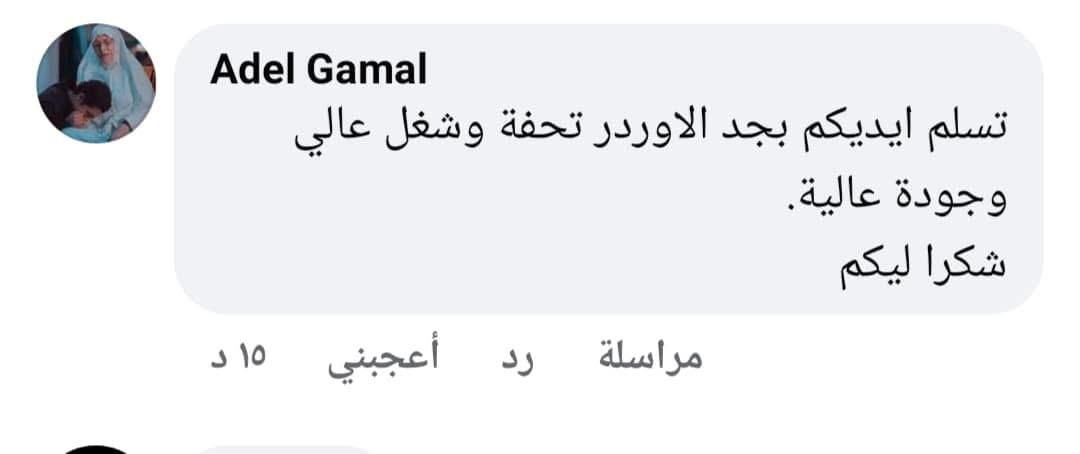 Adel Gamal
تسلم ايديكم بجد الاوردر تحفة وشغل عالي
وجودة عالية.
شكرا ليكم
١٥ د أعجبني رد مراسلة